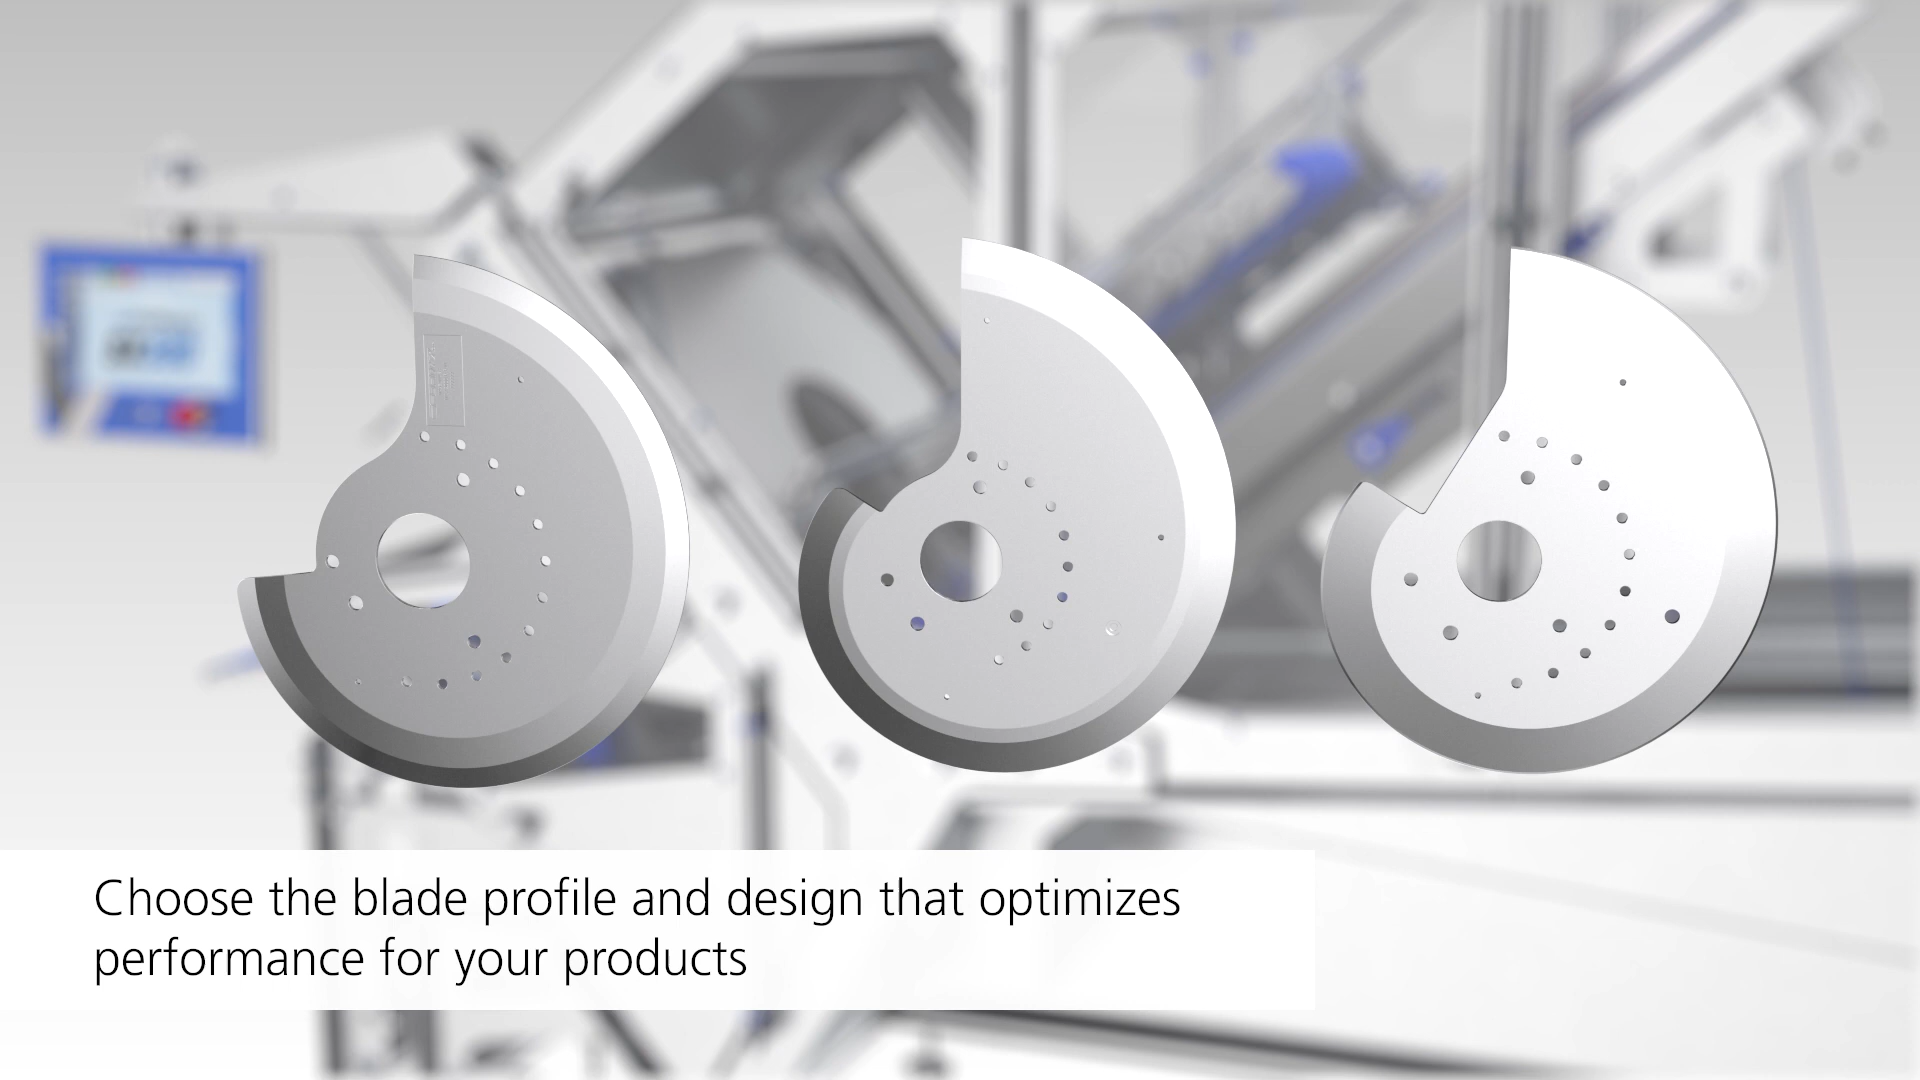 Choose the blade profile and design that optimizes
performance for your products